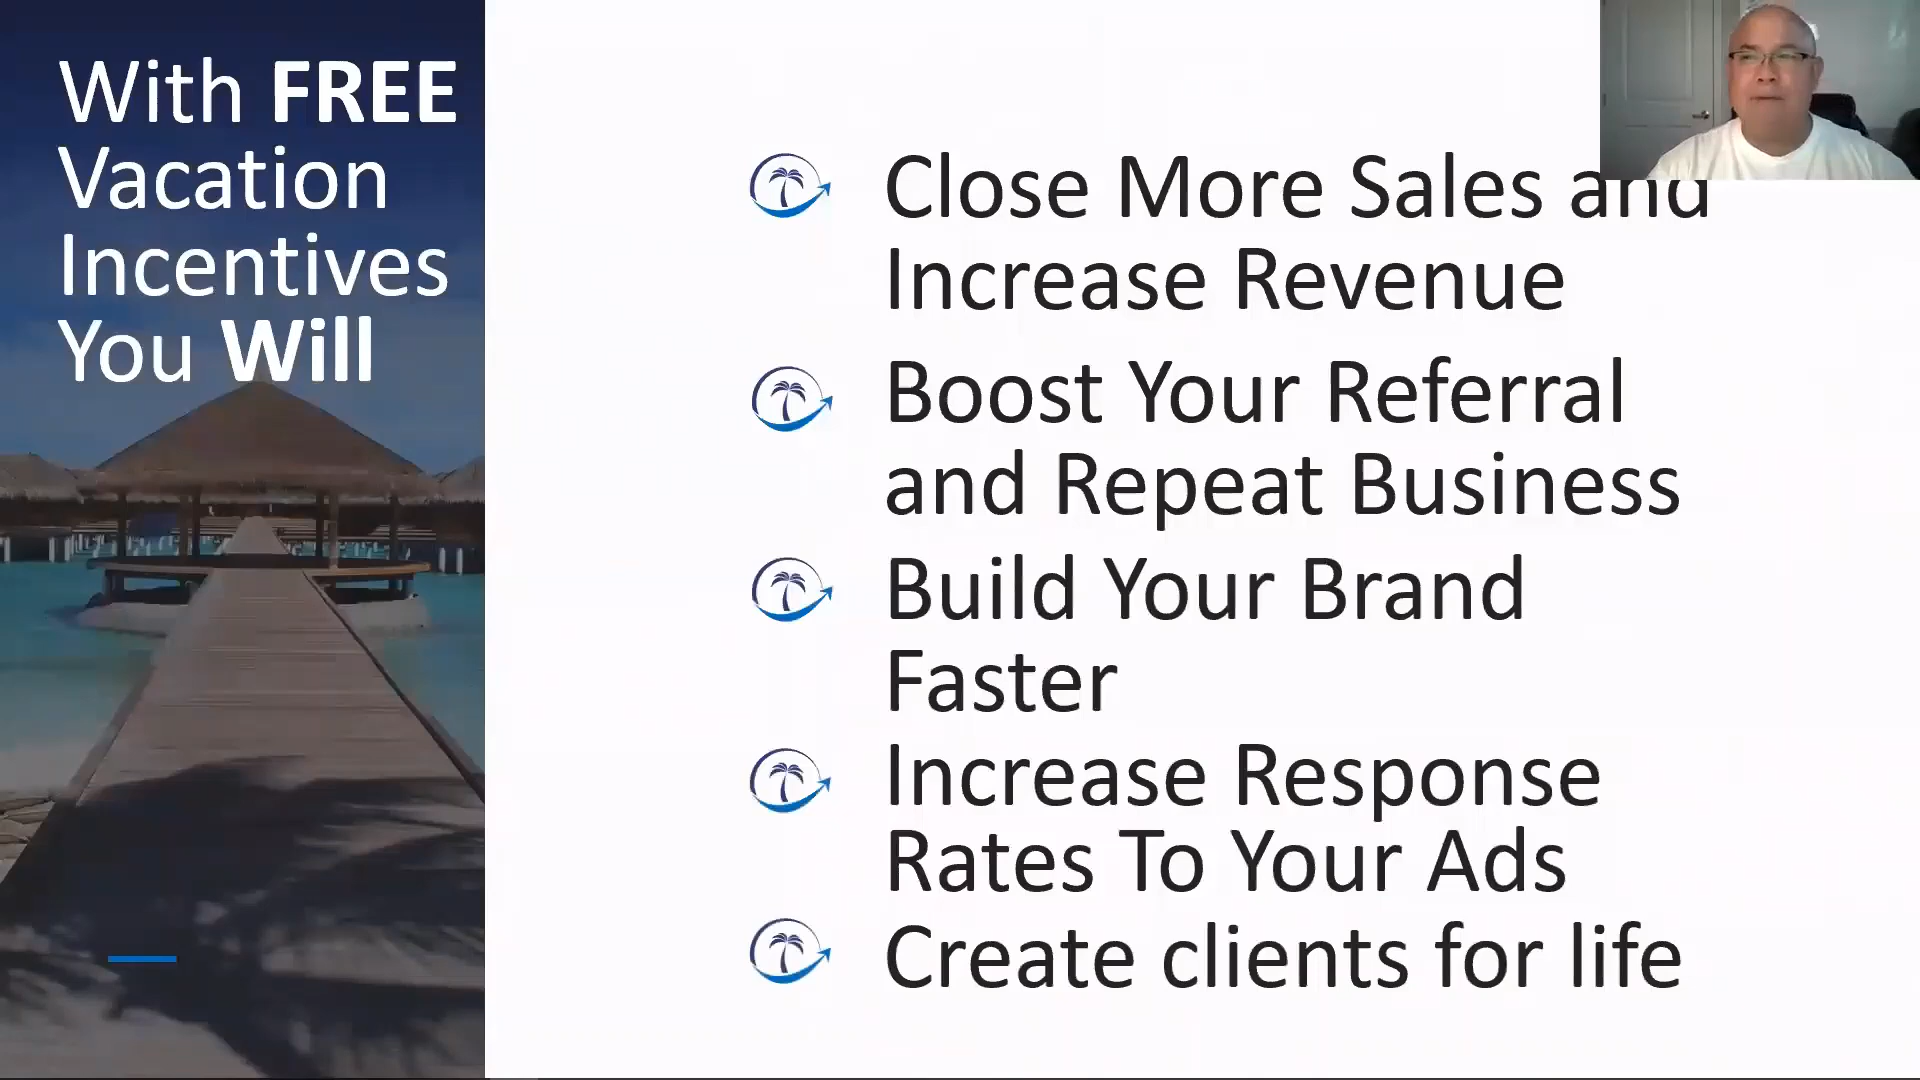 With FREE
Vacation
Incentives
You Will
Close More Sales and
Increase Revenue
Boost Your Referral
and Repeat Business
Build Your Brand
Faster
Increase Response
Rates To Your Ads
Create clients for life